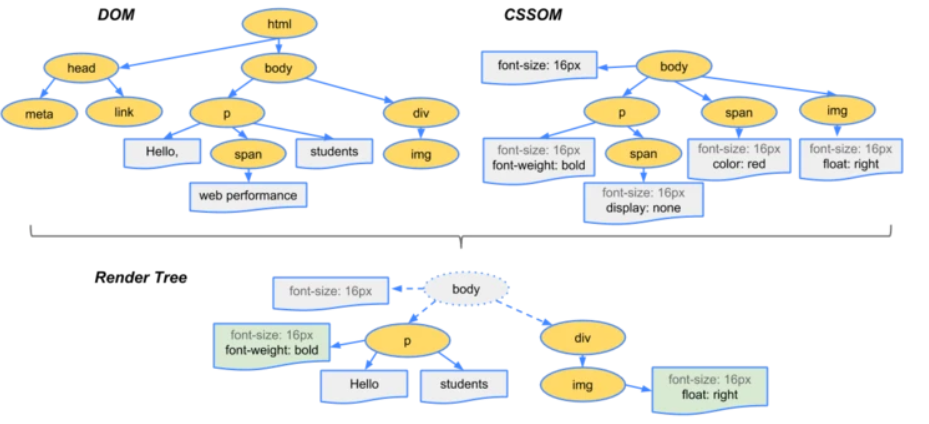 DOM
CSSOM
html
head
body
meta
link
p
div
Hello,
span
students
img
web performance
font-size: 16px
body
p
span
img
font-size: 16px
font-weight: bold
span
font-size: 16px
color: red
font-size: 16px
float: right
font-size: 16px
display: none
Render Tree
font-size: 16px
body
font-size: 16px
font-weight: bold
p
div
Hello
students
img
font-size: 16px
float: right